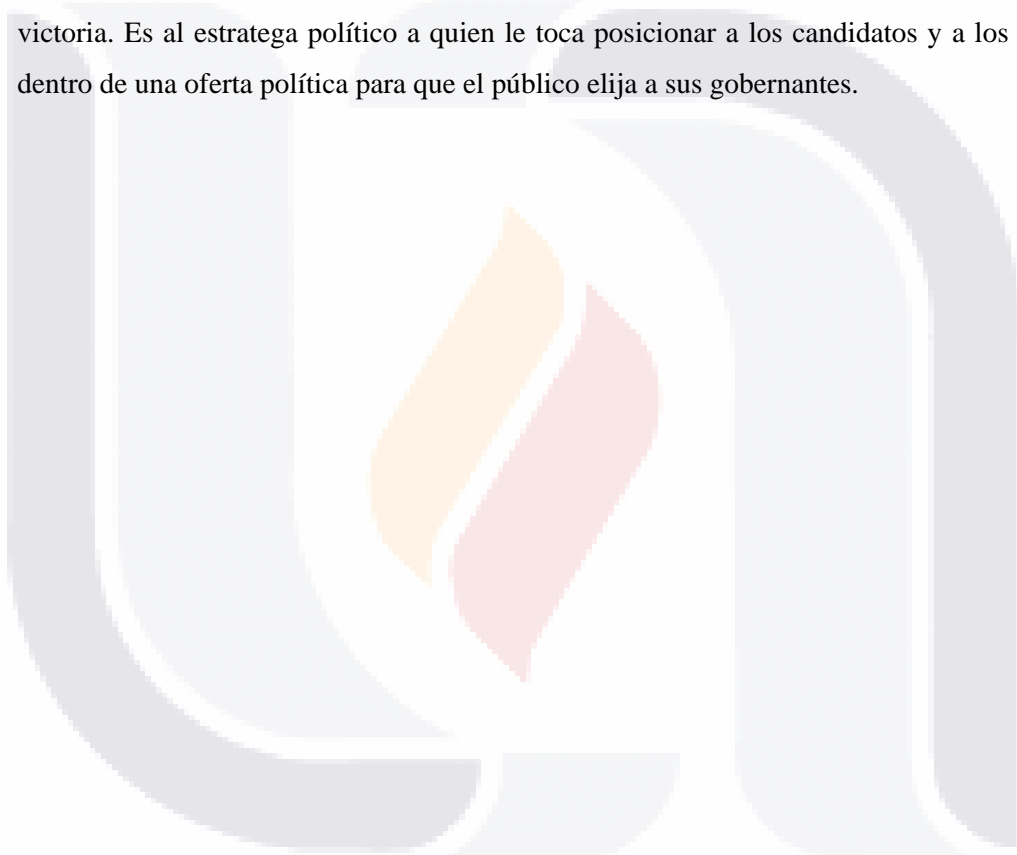 victoria. Es al estratega político a quien le toca posicionar a los candidatos y a los
dentro de una oferta política para que el público elija a sus gobernantes.